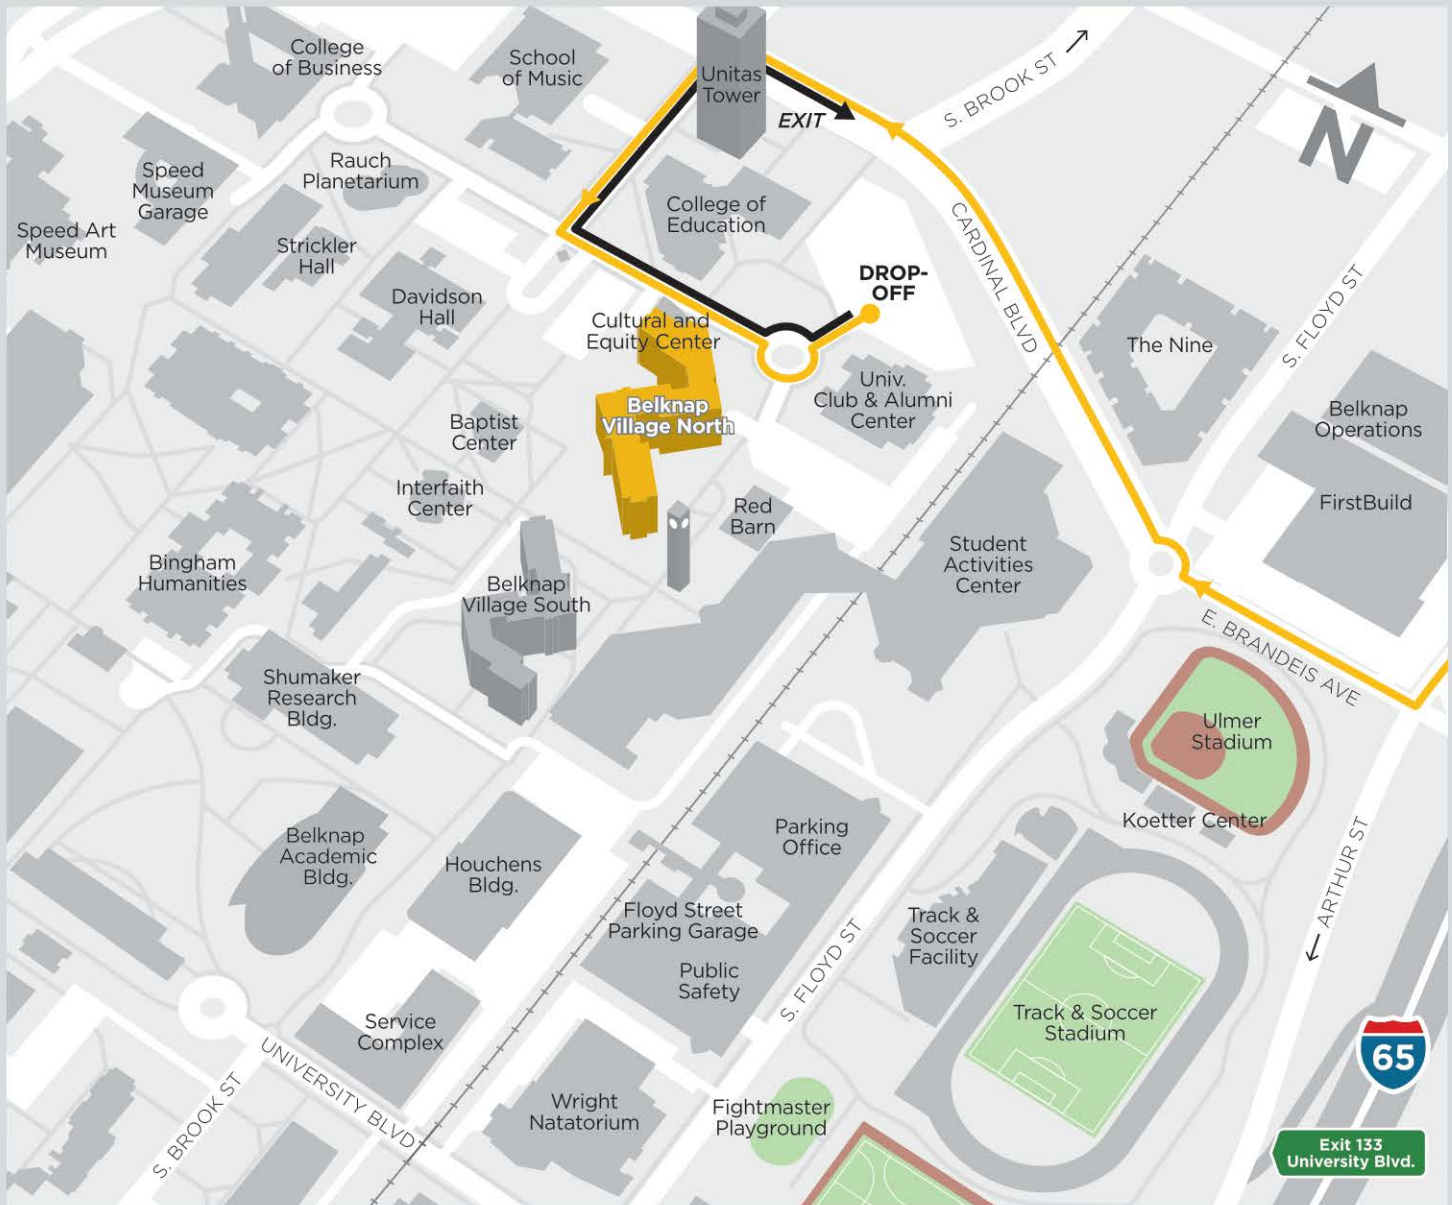 College
of Business
School
of Music
Unitas
Tower
EXIT
S. BROOK ST
N
Speed
Museum
Garage
Rauch
Planetarium
College of
Education
Speed Art
Museum
Strickler
Hall
CARDINAL BLVD
DROP-
OFF
Davidson
Hall
Cultural and
Equity Center
The Nine
S. FLOYD ST
Univ.
Club & Alumni
Center
Belknap
Village North
Baptist
Center
Belknap
Operations
Interfaith
Center
Red
Barn
FirstBuild
Student
Activities
Center
Bingham
Humanities
Belknap
Village South
E. BRANDEIS AVE
Shumaker
Research
Bldg.
Ulmer
Stadium
Koetter Center
Parking
Office
Belknap
Academic
Bldg.
Houchens
Bldg.
ARTHUR ST
Floyd Street
Parking Garage
Track &
Soccer
Facility
Public
Safety
S. FLOYD ST
Track & Soccer
Stadium
Service
Complex
65
UNIVERSITY BLVD
S. BROOK ST
Wright
Natatorium
Fightmaster
Playground
Exit 133
University Blvd.